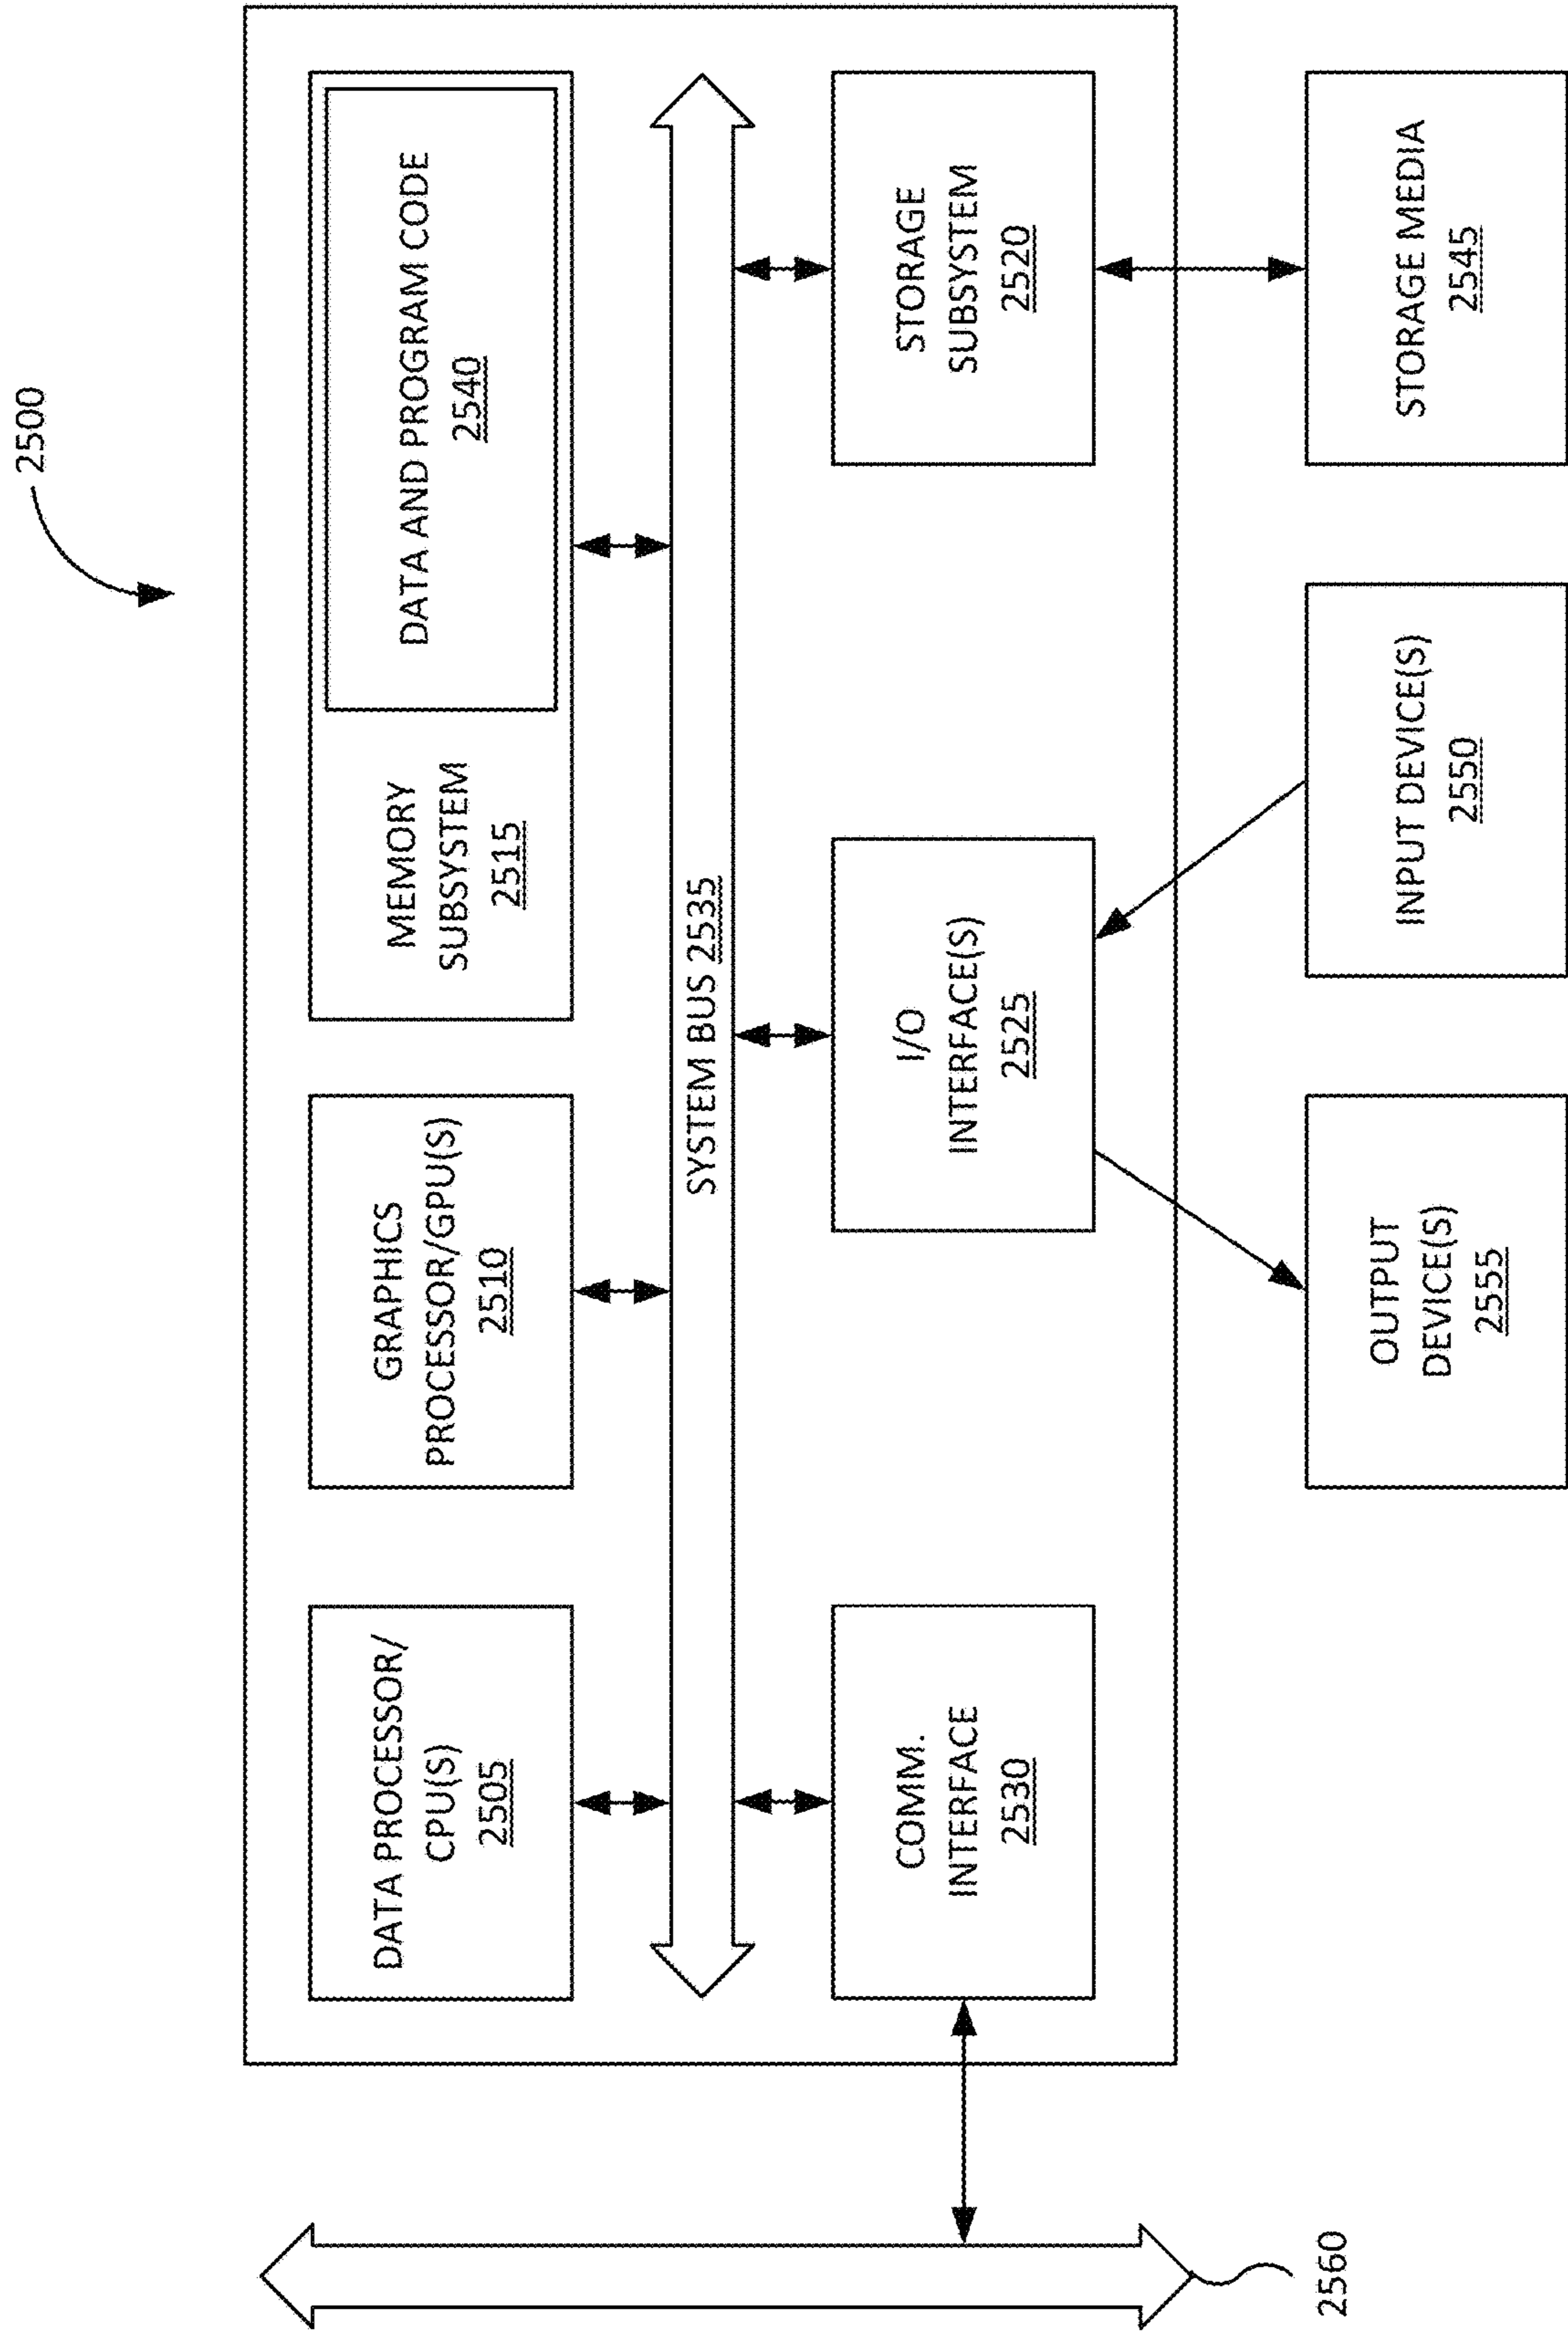 2500
DATA PROCESSOR/
CPU(S)
2505
GRAPHICS
PROCESSOR/GPU(S)
2510
MEMORY
SUBSYSTEM
2515
DATA AND PROGRAM CODE
2540
SYSTEM BUS 2535
COMM.
INTERFACE
2530
I/O
INTERFACE(S)
2525
STORAGE
SUBSYSTEM
2520
2560
OUTPUT
DEVICE(S)
2555
INPUT DEVICE(S)
2550
STORAGE MEDIA
2545